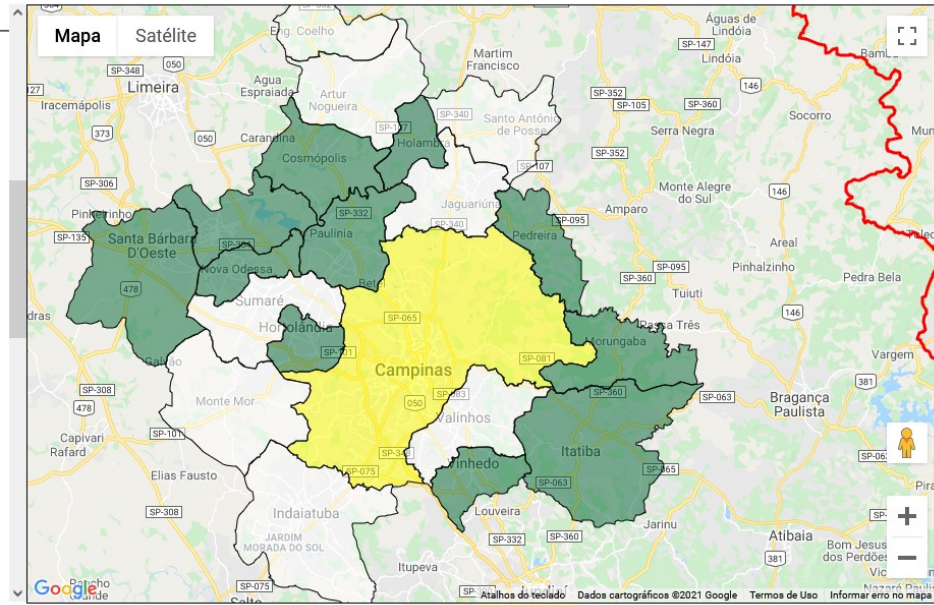 Mapa
Satélite
Eng. Coelho
Águas de
Lindóia
SP-147
050
SP-348
Limeira
Martim
Francisco
Lindóia
127
Iracemápolis
Agua
Espraiada
Artur
Nogueira
SP-340
SP-352
SP-105
SP-360
146
Socorro
Santo Antônio
de Posse
Serra Negra
373
050
Carandina
Holambra
Cosmópolis
SP-107
SP-352
SP-306
Monte Alegre
do Sul
146
Jaguariúna
Amparo
SP-332
SP-340
SP-095
SP-135
Santa Bárbara
D'Oeste
Paulínia
Pedreira
Areal
Nova Odessa
SP-095
SP-360
Pinhalzinho
Pedra Bela
478
Betel
Tuiuti
Sumaré
146
Hortolândia
SP-065
Morungaba
SP-101
SP-081
Vargem
Galvão
Campinas
381
SP-308
478
Monte Mor
050
SP-360
SP-063
Bragança
Paulista
Valinhos
Capivari
Rafard
SP-101
Itatiba
Elias Fausto
Vinhedo
SP-075
SP-063
SP-308
Indaiatuba
Louveira
JARDIM
MORADA DO SOL
Jarinu
SP-332
SP-360
Atibaia
381
Bom Jesus
dos Perdões
Itupeva
SP-075
Google
Atalhos do teclado
Dados cartográficos ©2021 Google
Termos de Uso
Informar erro no mapa